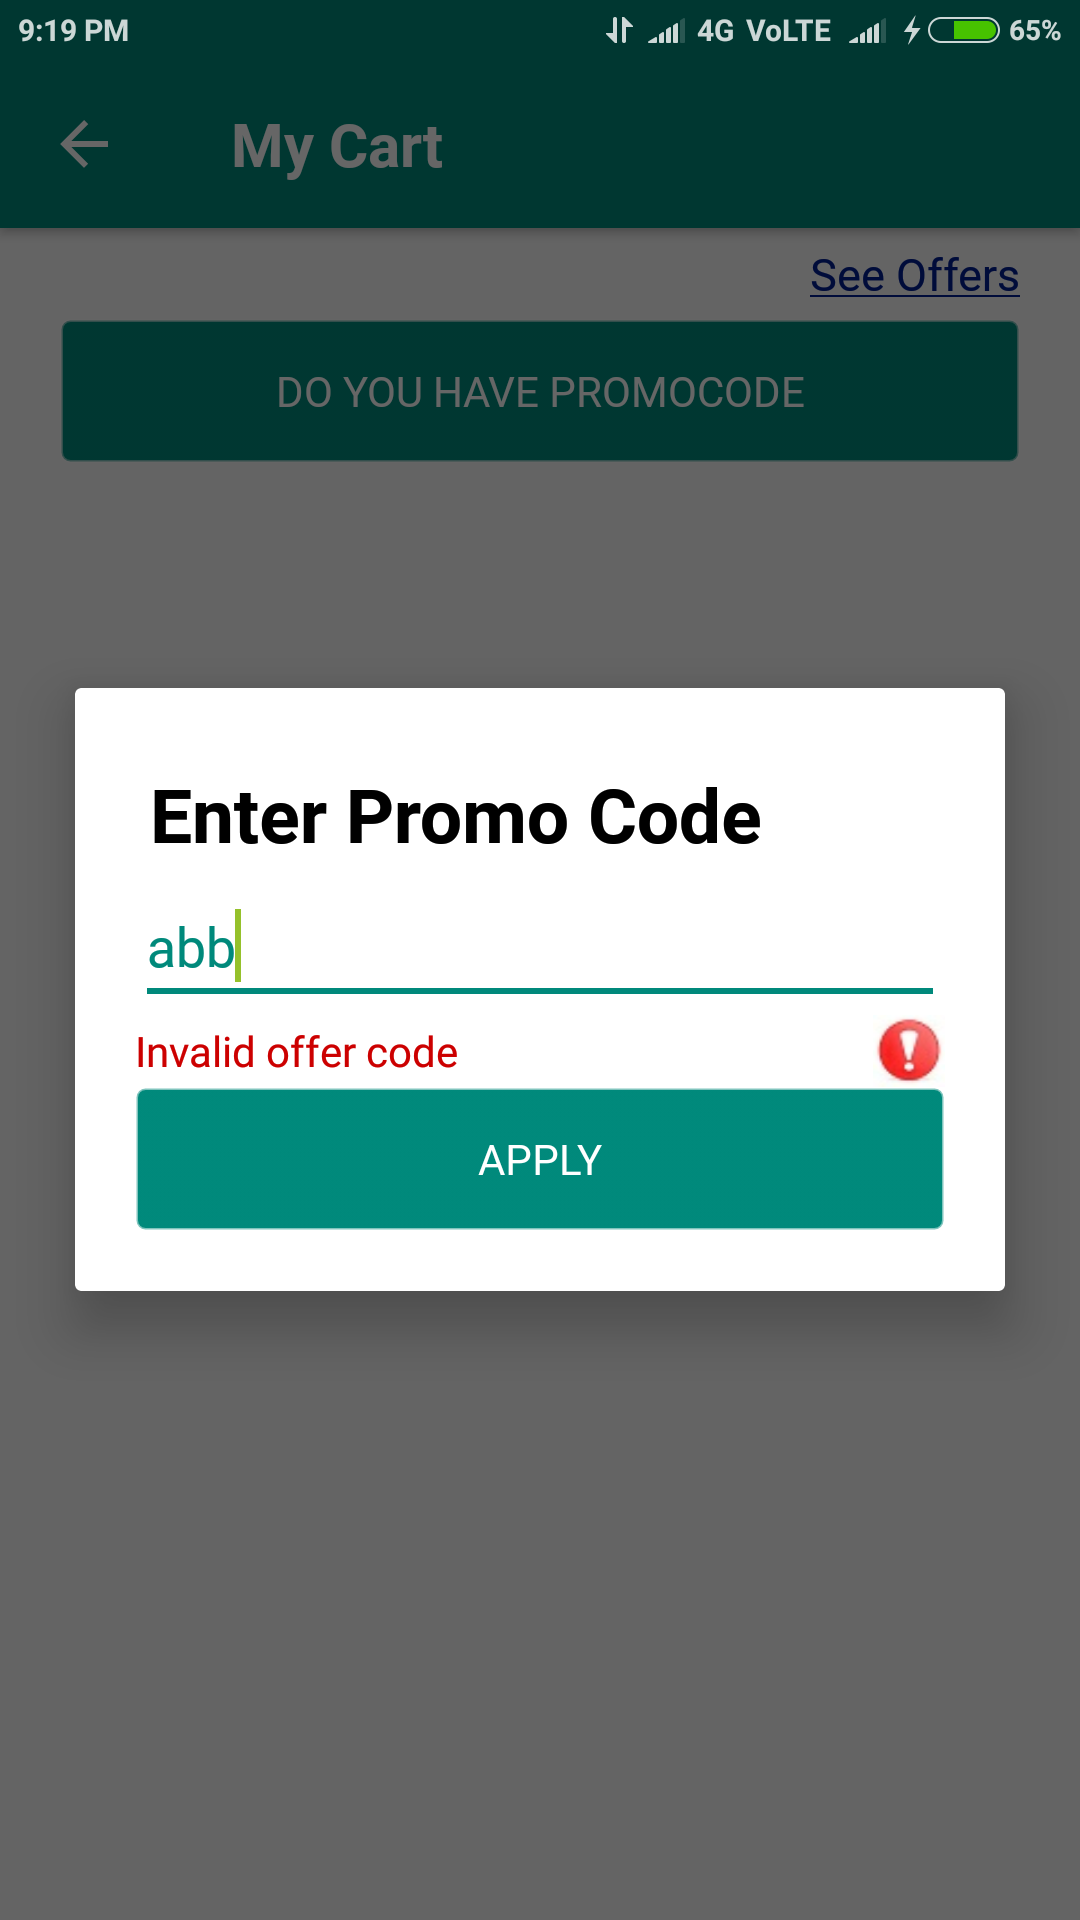 9:19 PM 4G VoLTE 65%
My Cart
See Offers
DO YOU HAVE PROMOCODE
Enter Promo Code
abb
Invalid offer code
APPLY